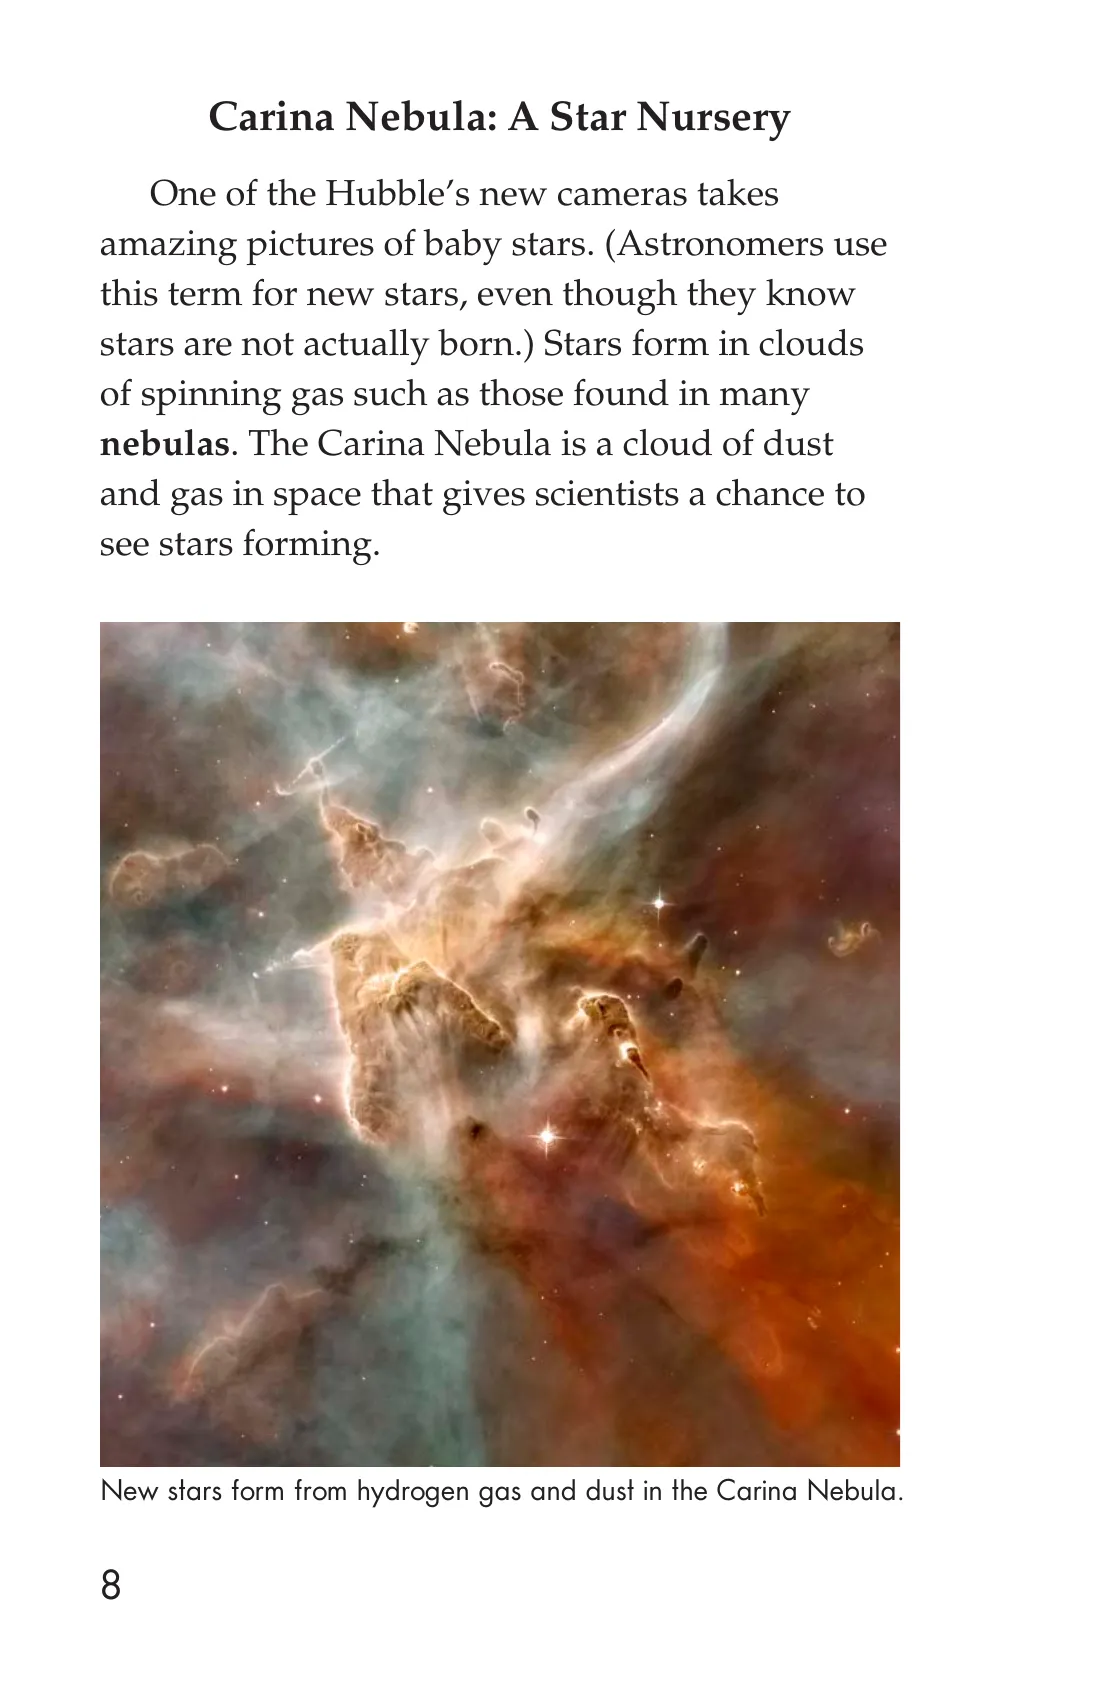 Carina Nebula: A Star Nursery
One of the Hubble’s new cameras takes
amazing pictures of baby stars. (Astronomers use
this term for new stars, even though they know
stars are not actually born.) Stars form in clouds
of spinning gas such as those found in many
nebulas. The Carina Nebula is a cloud of dust
and gas in space that gives scientists a chance to
see stars forming.
New stars form from hydrogen gas and dust in the Carina Nebula.
8